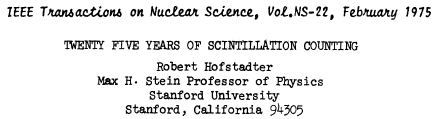 IEEE Transactions on Nuclear Science, Vol.NS-22, February 1975
TWENTY FIVE YEARS OF SCINTILLATION COUNTING
Robert Hofstadter
Max H. Stein Professor of Physics
Stanford University
Stanford, California 94305